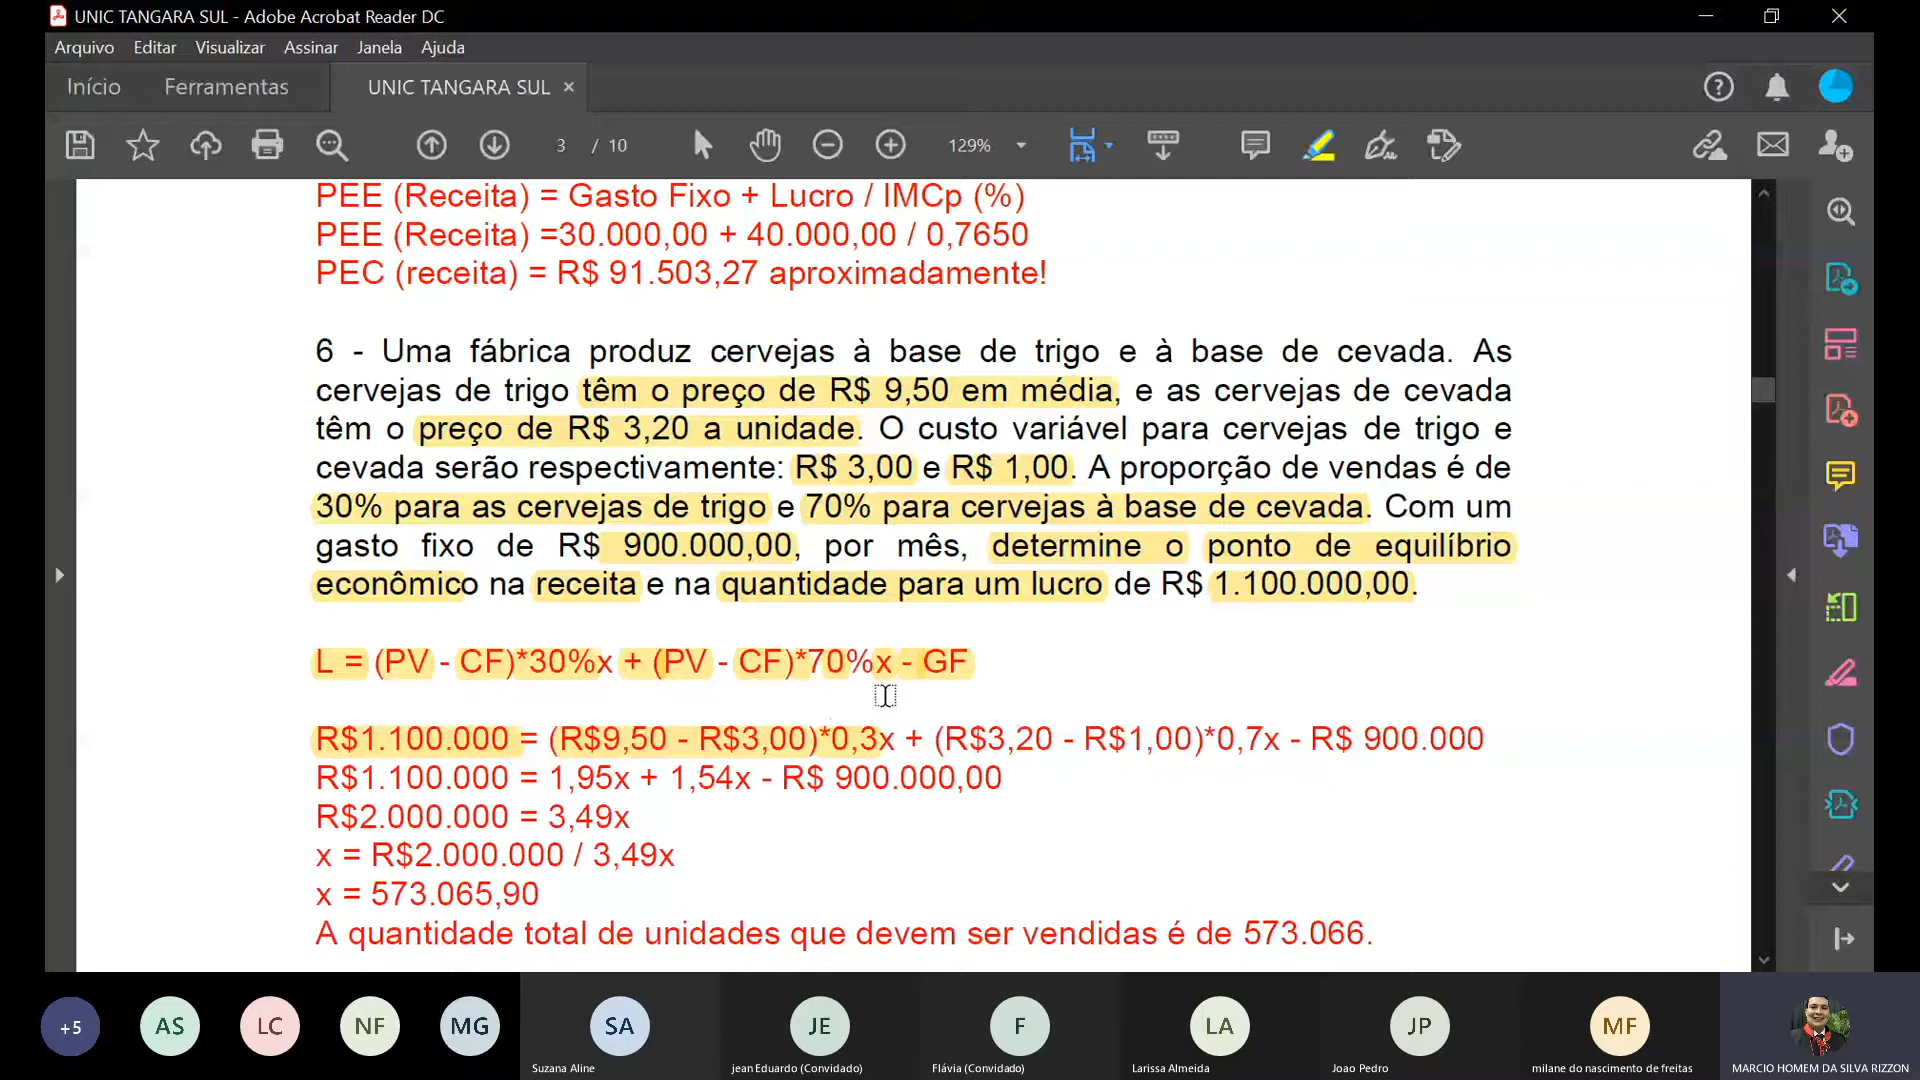 UNIC TANGARA SUL - Adobe Acrobat Reader DC
Arquivo Editar Visualizar Assinar Janela Ajuda
Início Ferramentas UNIC TANGARA SUL ×
3 / 10 129%
PEE (Receita) = Gasto Fixo + Lucro / IMCp (%)
PEE (Receita) =30.000,00 + 40.000,00 / 0,7650
PEC (receita) = R$ 91.503,27 aproximadamente!
6 - Uma fábrica produz cervejas à base de trigo e à base de cevada. As
cervejas de trigo têm o preço de R$ 9,50 em média, e as cervejas de cevada
têm o preço de R$ 3,20 a unidade. O custo variável para cervejas de trigo e
cevada serão respectivamente: R$ 3,00 e R$ 1,00. A proporção de vendas é de
30% para as cervejas de trigo e 70% para cervejas à base de cevada. Com um
gasto fixo de R$ 900.000,00, por mês, determine o ponto de equilíbrio
econômico na receita e na quantidade para um lucro de R$ 1.100.000,00.
L = (PV - CF)*30%x + (PV - CF)*70%x - GF
R$1.100.000 = (R$9,50 - R$3,00)*0,3x + (R$3,20 - R$1,00)*0,7x - R$ 900.000
R$1.100.000 = 1,95x + 1,54x - R$ 900.000,00
R$2.000.000 = 3,49x
x = R$2.000.000 / 3,49x
x = 573.065,90
A quantidade total de unidades que devem ser vendidas é de 573.066.
+5 AS LC NF MG SA JE F LA JP MF
Suzana Aline jean Eduardo (Convidado) Flávia (Convidado) Larissa Almeida Joao Pedro milane do nascimento de freitas MARCIO HOMEM DA SILVA RIZZON